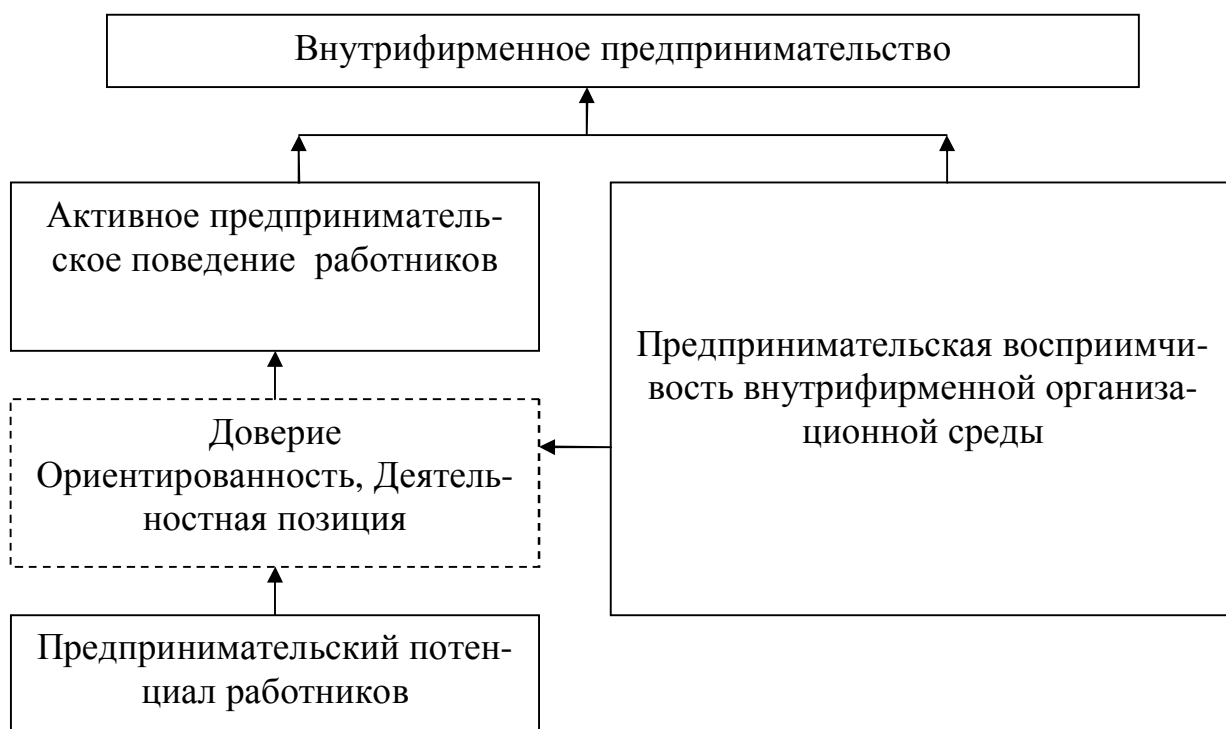 Внутрифирменное предпринимательство
Активное предприниматель-
ское поведение работников
Предпринимательская восприимчи-
вость внутрифирменной организа-
ционной среды
Доверие
Ориентированность, Деятель-
ностная позиция
Предпринимательский потен-
циал работников